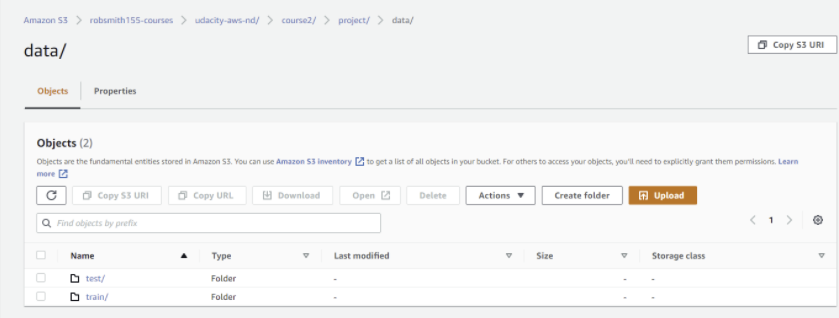 Amazon S3 > robsmith155-courses > udacity-aws-nd/ > course2/ > project/ > data/
data/
Copy S3 URI
Objects Properties
Objects (2)
Objects are the fundamental entities stored in Amazon S3. You can use Amazon S3 inventory to get a list of all objects in your bucket. For others to access your objects, you'll need to explicitly grant them permissions. Learn
more
Copy S3 URI Copy URL Download Open Delete Actions Create folder Upload
Find objects by prefix
< 1 >
Name Type Last modified Size Storage class
test/ Folder - - -
train/ Folder - - -